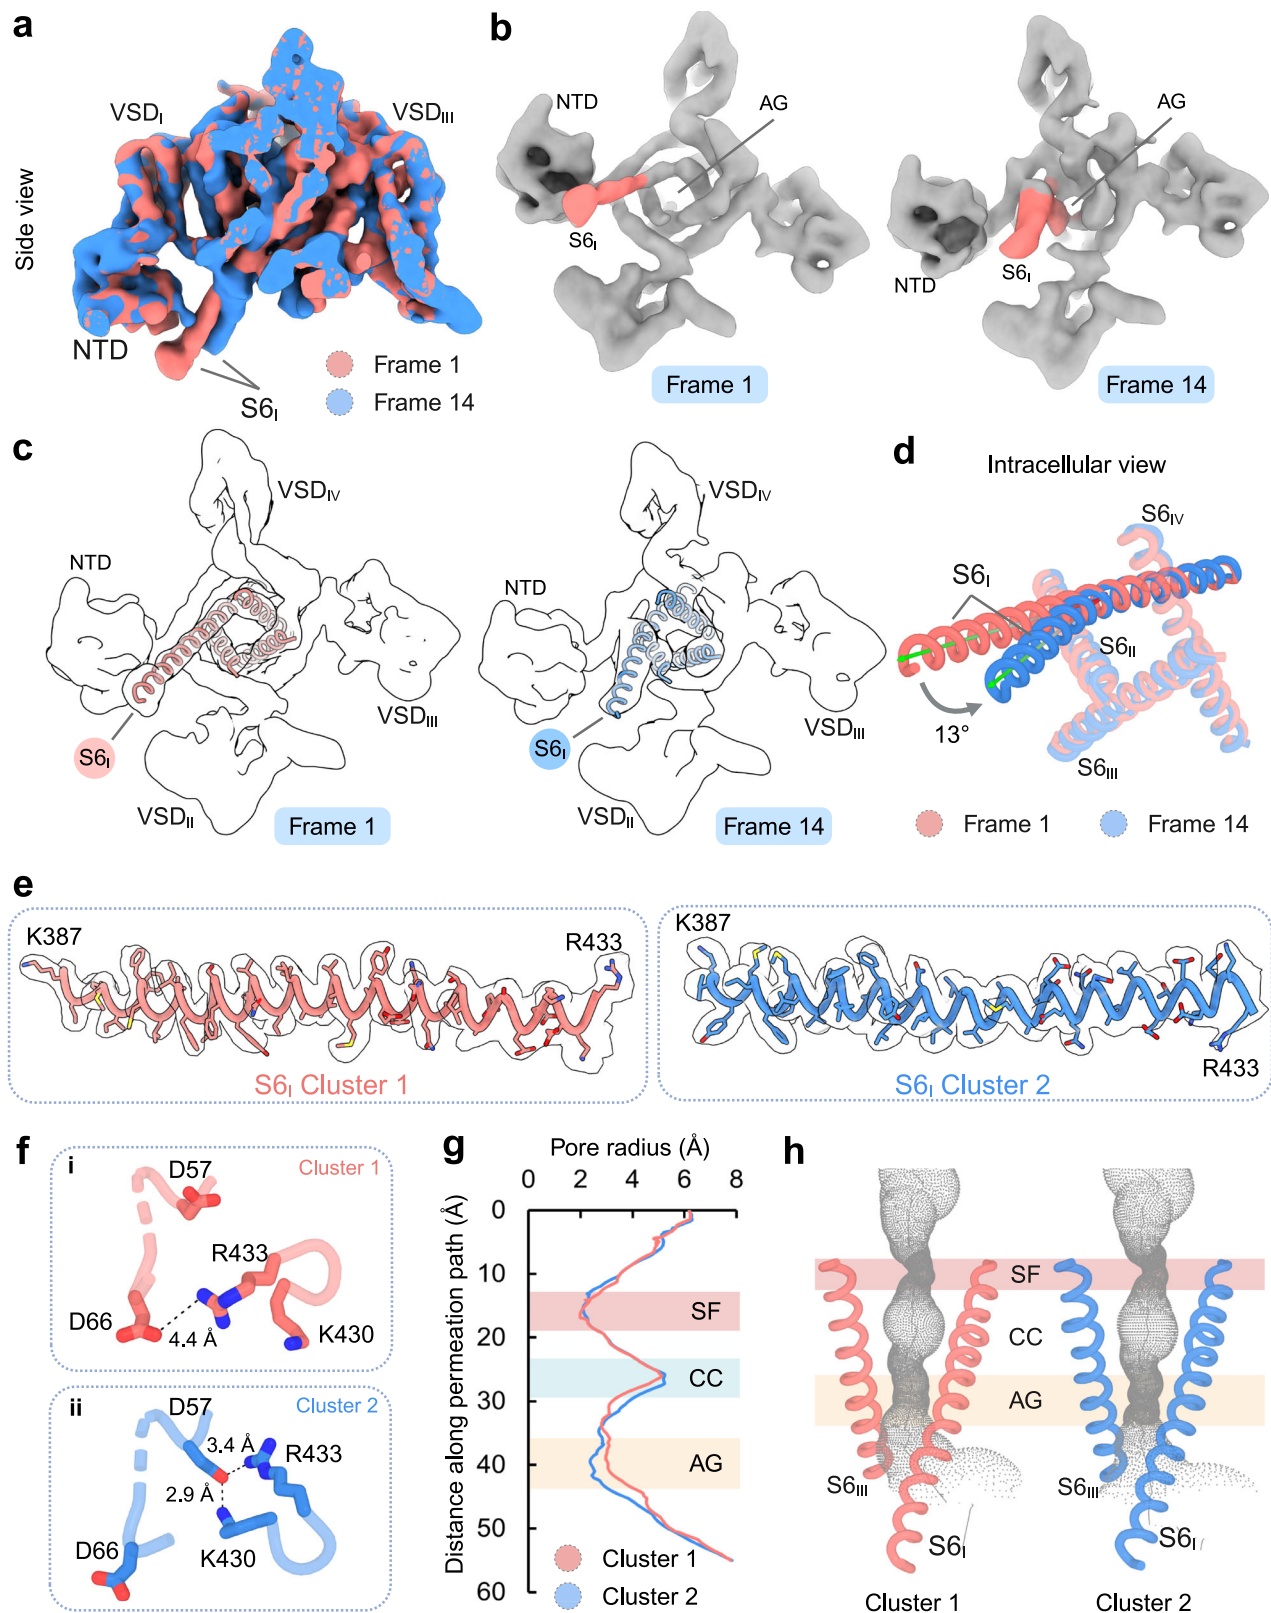 a
Side view
VSDI
VSDIII
NTD
S6I
Frame 1
Frame 14
b
NTD
AG
S6I
Frame 1
AG
NTD
S6I
Frame 14
c
VSDIV
NTD
VSDIII
S6I
VSDII
Frame 1
VSDIV
NTD
VSDIII
S6I
VSDII
Frame 14
d
Intracellular view
S6IV
S6I
S6II
13°
S6III
Frame 1
Frame 14
e
K387
R433
S6I Cluster 1
K387
R433
S6I Cluster 2
f
i
Cluster 1
D57
R433
D66
4.4 Å
K430
ii
Cluster 2
D57
3.4 Å
R433
2.9 Å
D66
K430
g
Pore radius (Å)
0 2 4 6 8
Distance along permeation path (Å)
0
10
20
30
40
50
60
SF
CC
AG
Cluster 1
Cluster 2
h
SF
CC
AG
S6III
S6I
Cluster 1
S6III
S6I
Cluster 2